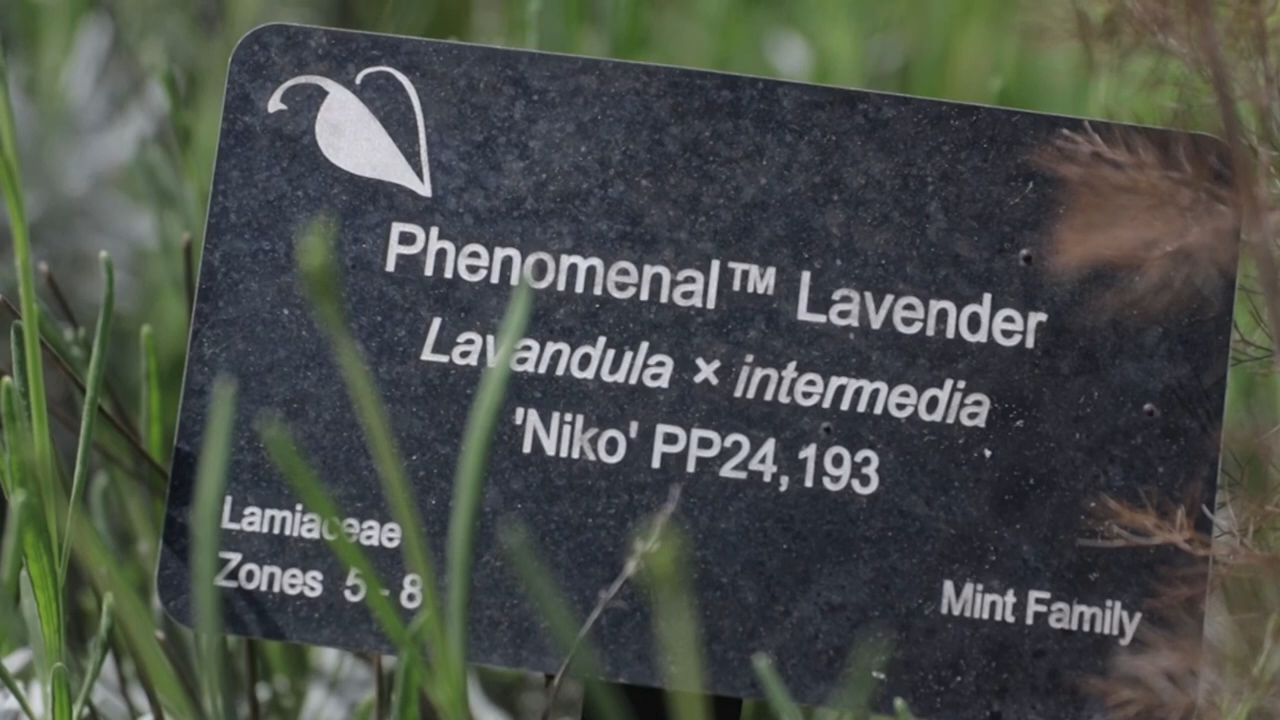 Phenomenal™ Lavender
Lavandula × intermedia
'Niko' PP24,193
Lamiaceae
Zones 5 - 8
Mint Family